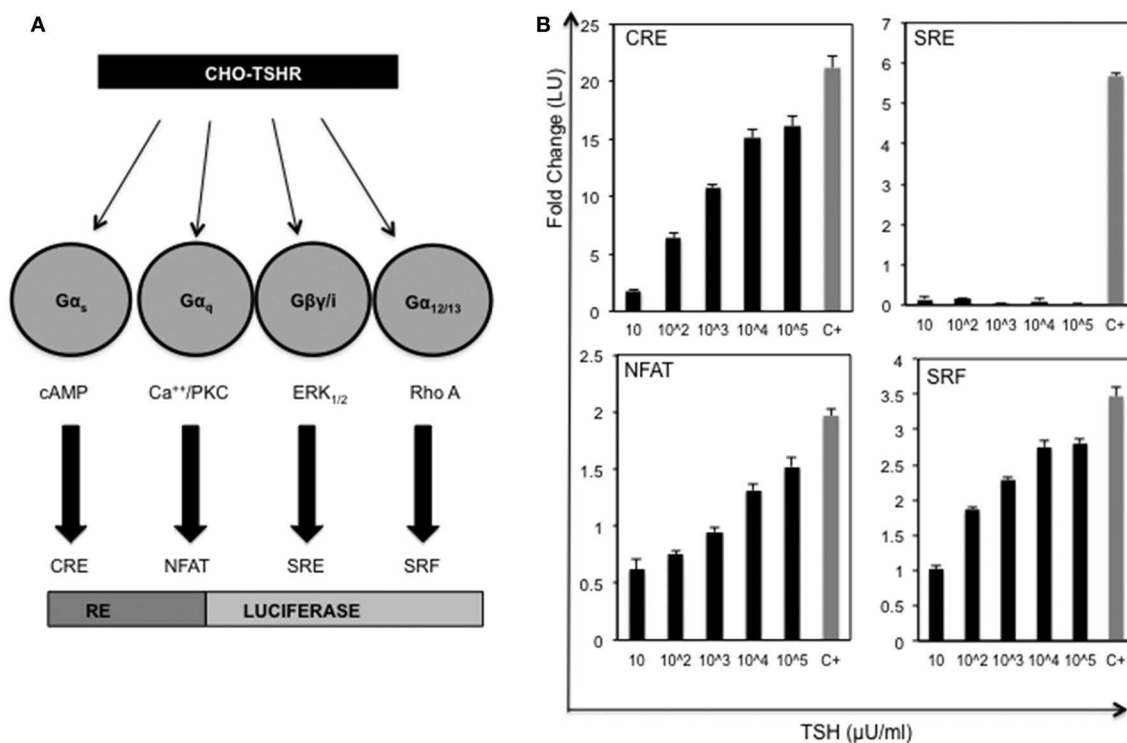 A
CHO-TSHR
Gαs Gαq Gβγ/i Gα12/13
cAMP Ca++/PKC ERK1/2 Rho A
CRE NFAT SRE SRF
RE LUCIFERASE
B
Fold Change (LU)
CRE
25
20
15
10
5
0
10 10^2 10^3 10^4 10^5 C+
SRE
7
6
5
4
3
2
1
0
10 10^2 10^3 10^4 10^5 C+
NFAT
2.5
2
1.5
1
0.5
0
10 10^2 10^3 10^4 10^5 C+
SRF
4
3.5
3
2.5
2
1.5
1
0.5
0
10 10^2 10^3 10^4 10^5 C+
TSH (µU/ml)